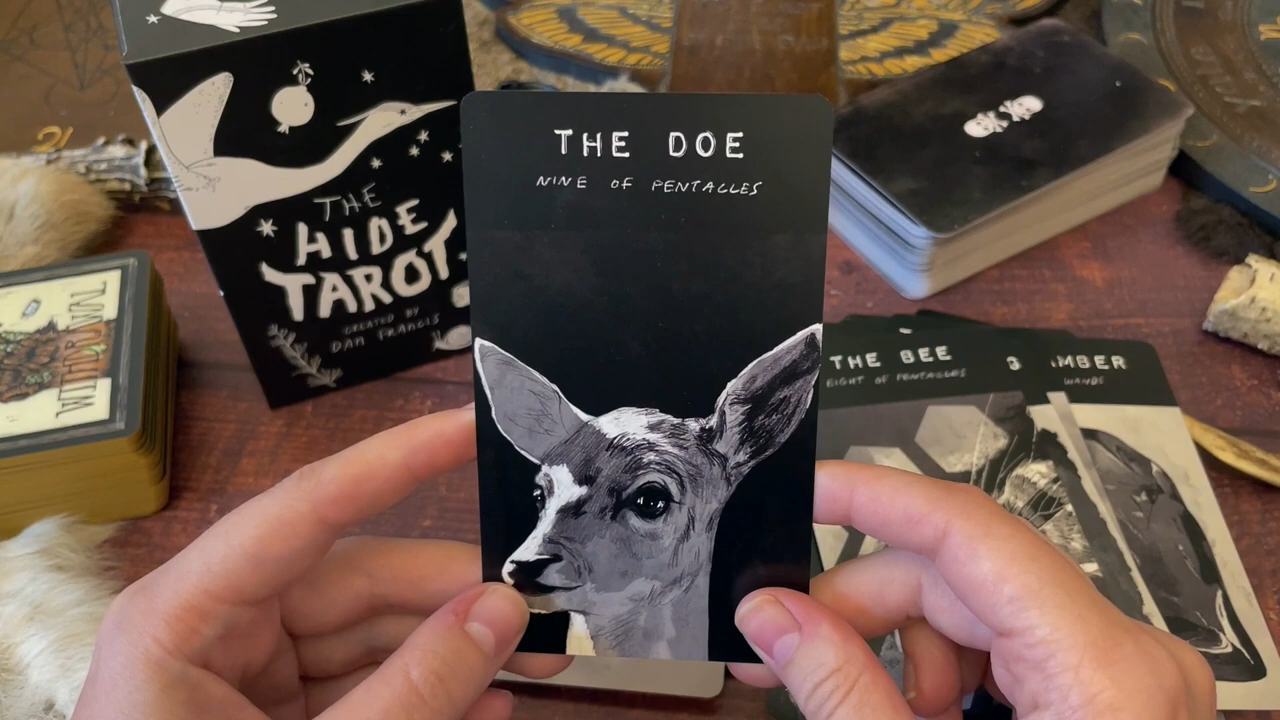 THE
HIDE
TAROT
CREATED BY
DAN FRANCIS
THE DOE
NINE OF PENTACLES
THE BEE
EIGHT OF PENTACLES
MBER
WANDS